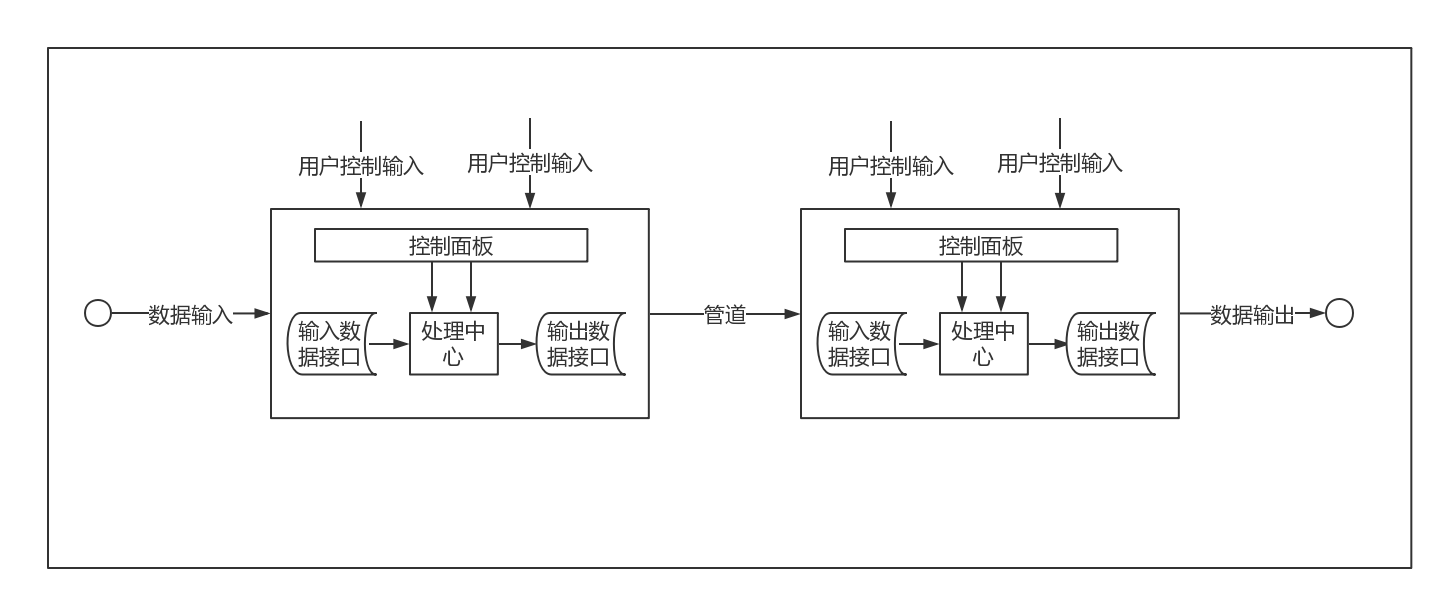 用户控制输入
用户控制输入
用户控制输入
用户控制输入
控制面板
控制面板
数据输入
管道
数据输出
输入数
据接口
处理中
心
输出数
据接口
输入数
据接口
处理中
心
输出数
据接口